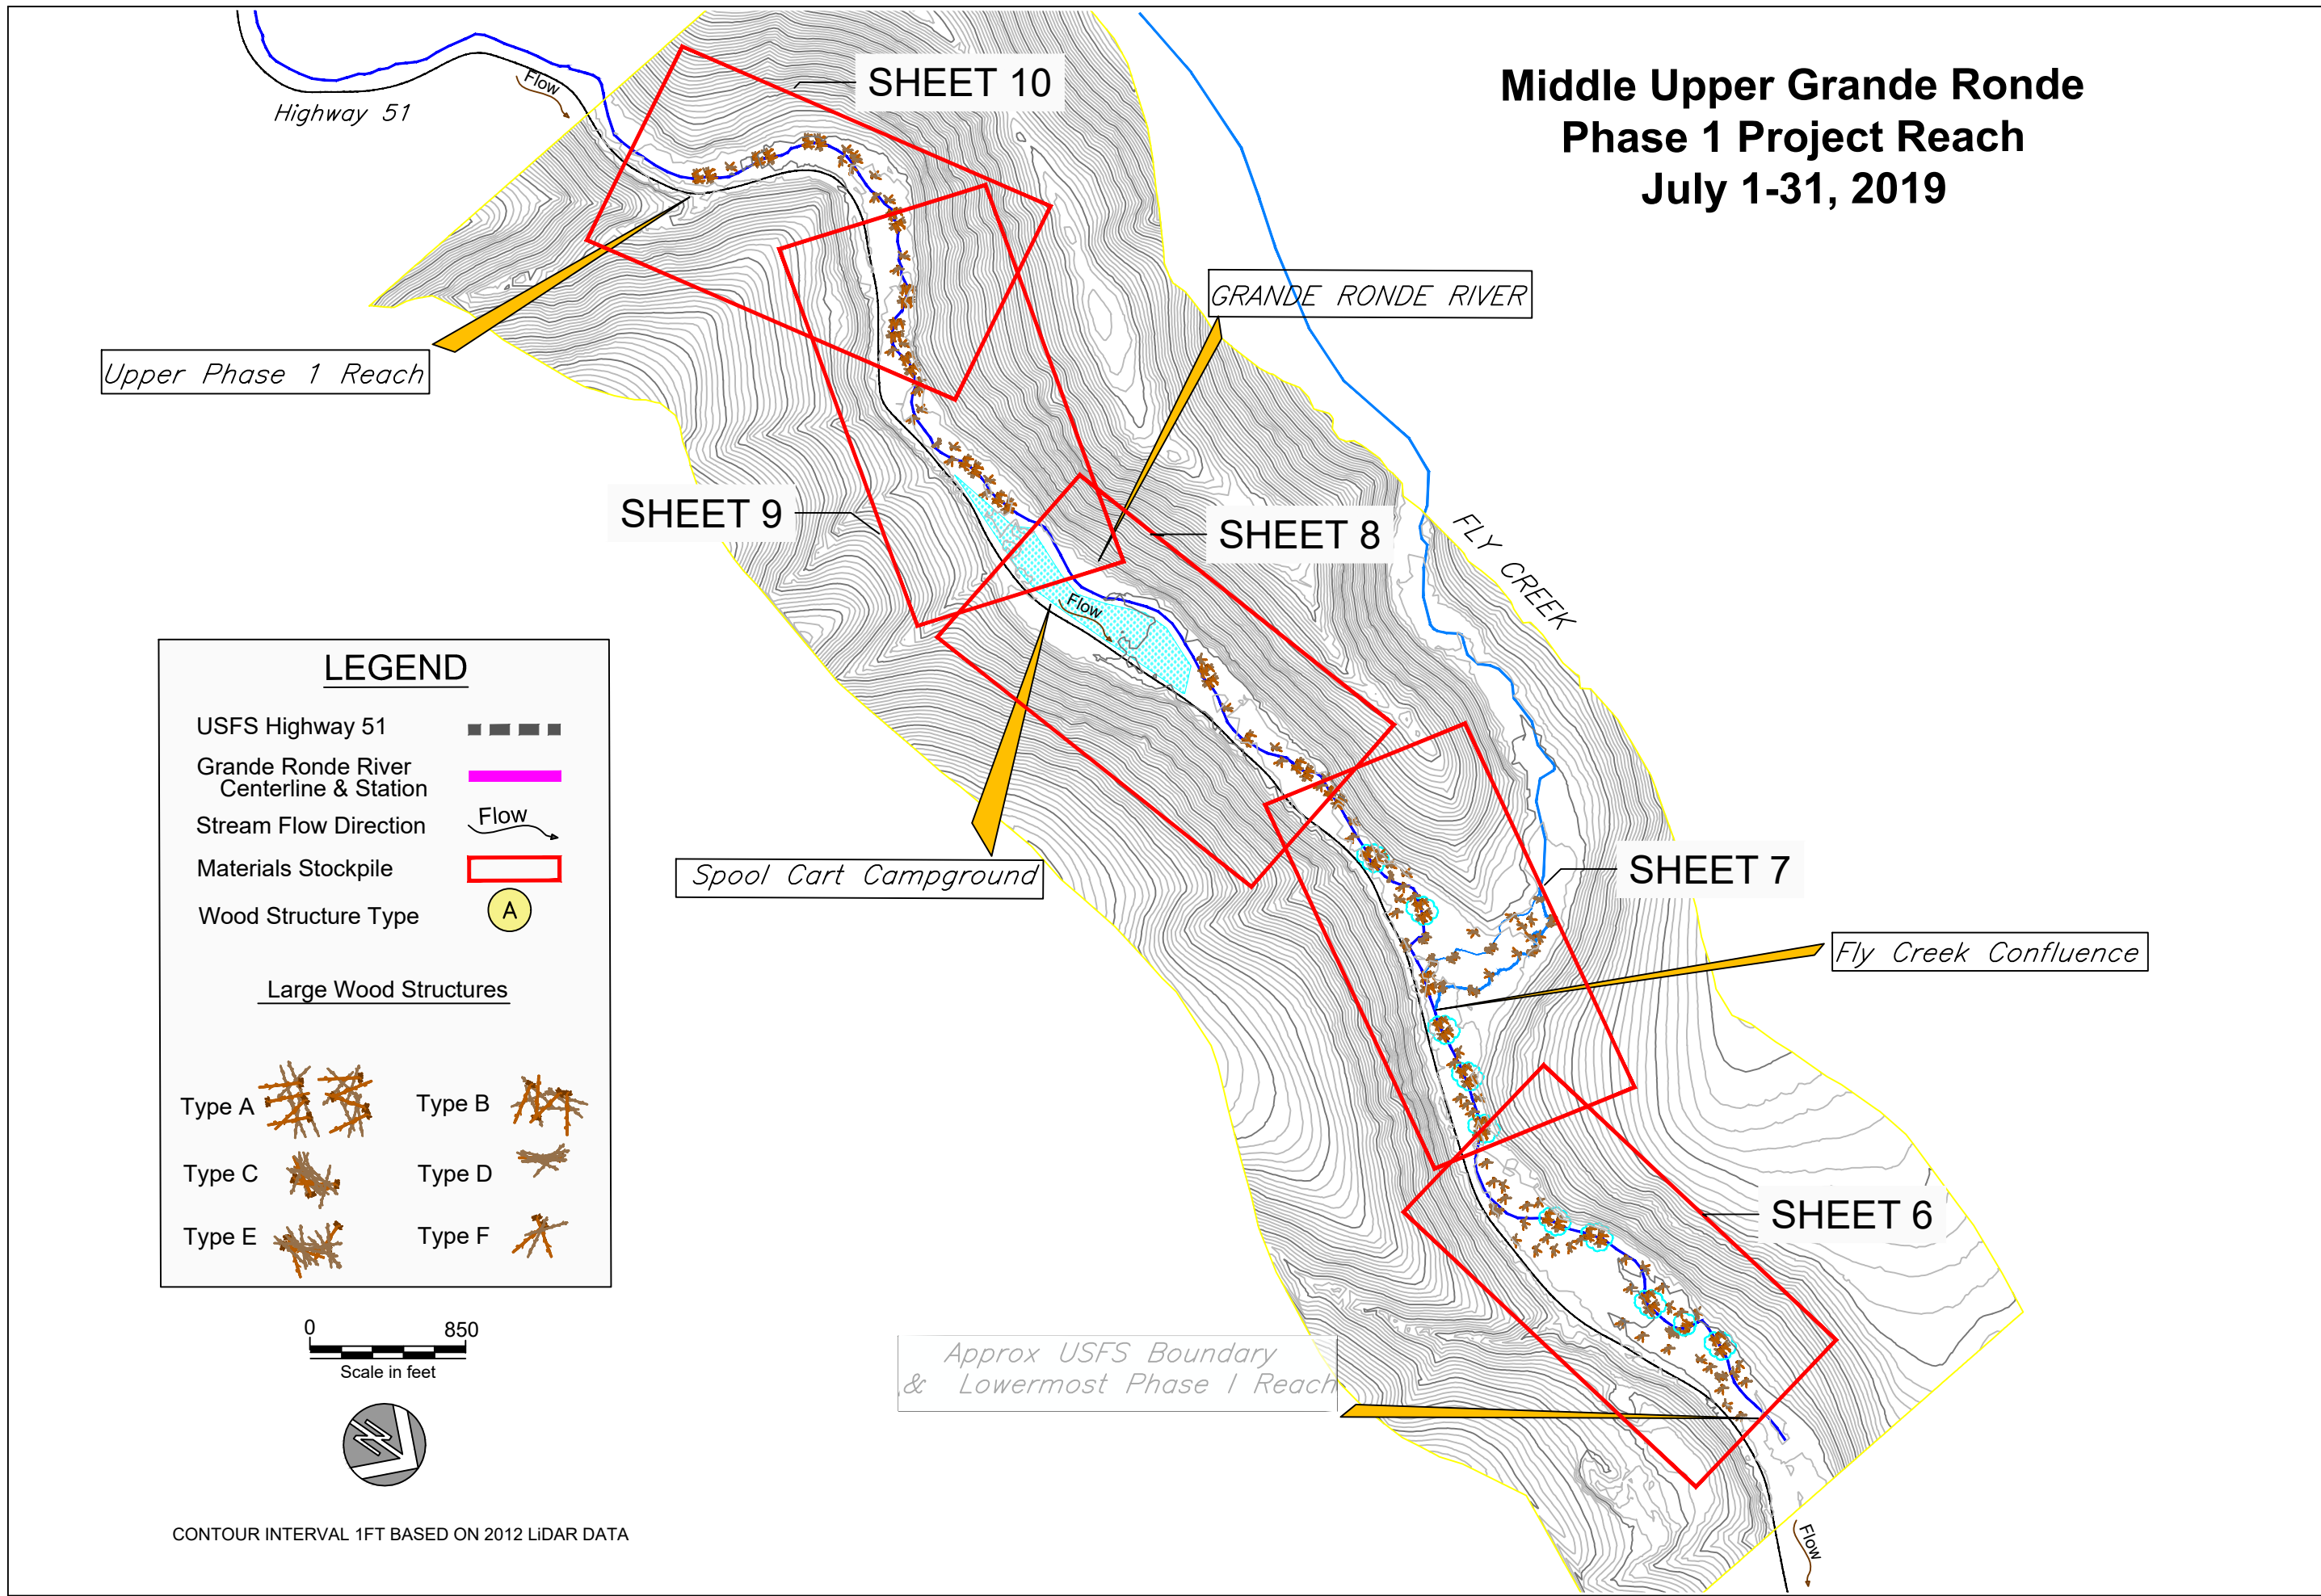 Middle Upper Grande Ronde
Phase 1 Project Reach
July 1-31, 2019
Flow
Highway 51
SHEET 10
GRANDE RONDE RIVER
Upper Phase 1 Reach
SHEET 9
SHEET 8
FLY CREEK
Flow
Spool Cart Campground
SHEET 7
Fly Creek Confluence
SHEET 6
Approx USFS Boundary
& Lowermost Phase I Reach
Flow
LEGEND
USFS Highway 51
Grande Ronde River
Centerline & Station
Stream Flow Direction Flow
Materials Stockpile
Wood Structure Type A
Large Wood Structures
Type A Type B
Type C Type D
Type E Type F
0 850
Scale in feet
N
CONTOUR INTERVAL 1FT BASED ON 2012 LiDAR DATA